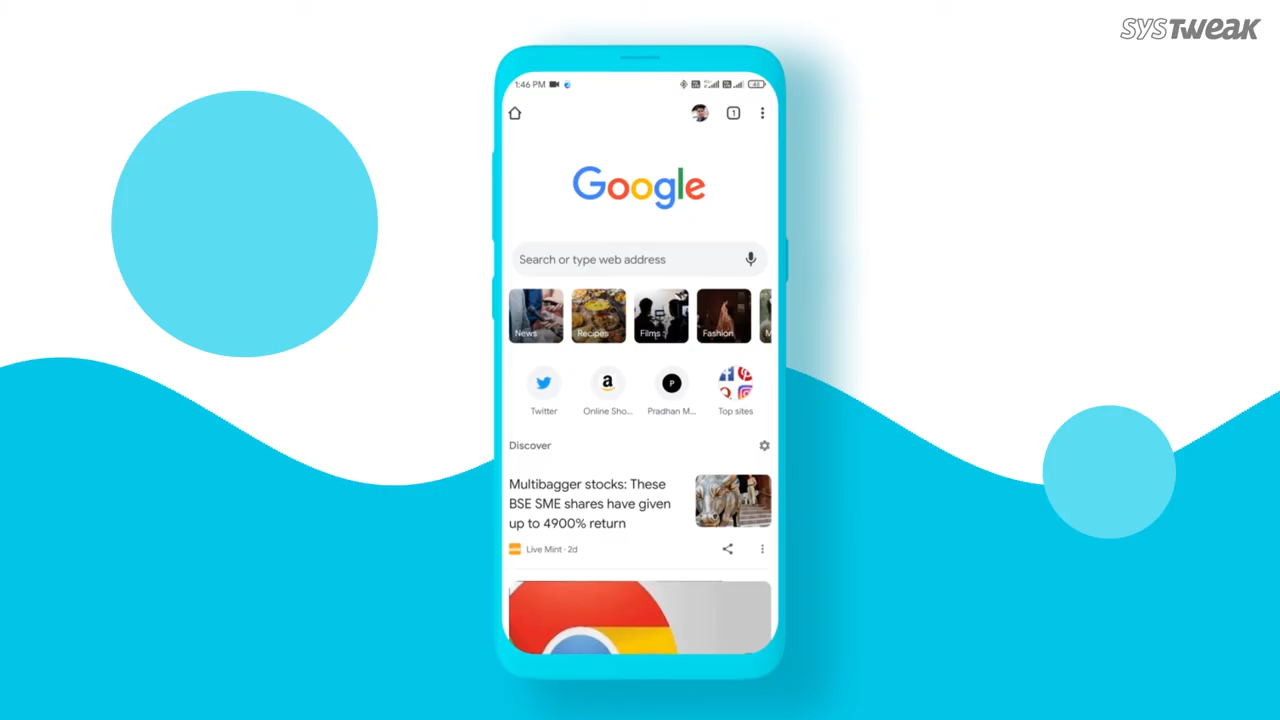 SYSTWEAK
1:46 PM
1
Google
Search or type web address
News
Recipes
Films
Fashion
M
a
P
Twitter
Online Sho...
Pradhan M...
Top sites
Discover
Multibagger stocks: These
BSE SME shares have given
up to 4900% return
Live Mint · 2d